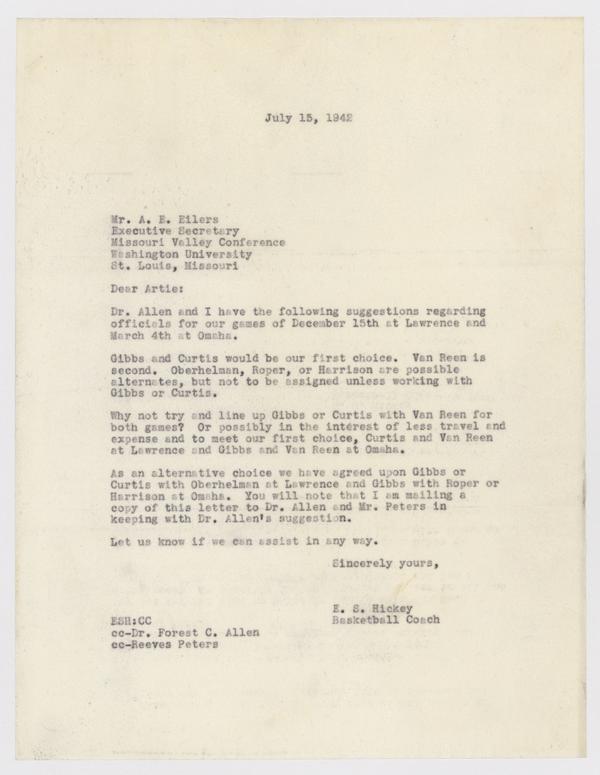 July 15, 1942
Mr. A. E. Eilers
Executive Secretary
Missouri Valley Conference
Washington University
St. Louis, Missouri
Dear Artie:
Dr. Allen and I have the following suggestions regarding
officials for our games of December 15th at Lawrence and
March 4th at Omaha.
Gibbs and Curtis would be our first choice. Van Reen is
second. Oberhelman, Roper, or Harrison are possible
alternates, but not to be assigned unless working with
Gibbs or Curtis.
Why not try and line up Gibbs or Curtis with Van Reen for
both games? Or possibly in the interest of less travel and
expense and to meet our first choice, Curtis and Van Reen
at Lawrence and Gibbs and Van Reen at Omaha.
As an alternative choice we have agreed upon Gibbs or
Curtis with Oberhelman at Lawrence and Gibbs with Roper or
Harrison at Omaha. You will note that I am mailing a
copy of this letter to Dr. Allen and Mr. Peters in
keeping with Dr. Allen's suggestion.
Let us know if we can assist in any way.
Sincerely yours,
E. S. Hickey
ESH:CC Basketball Coach
cc-Dr. Forest C. Allen
cc-Reeves Peters